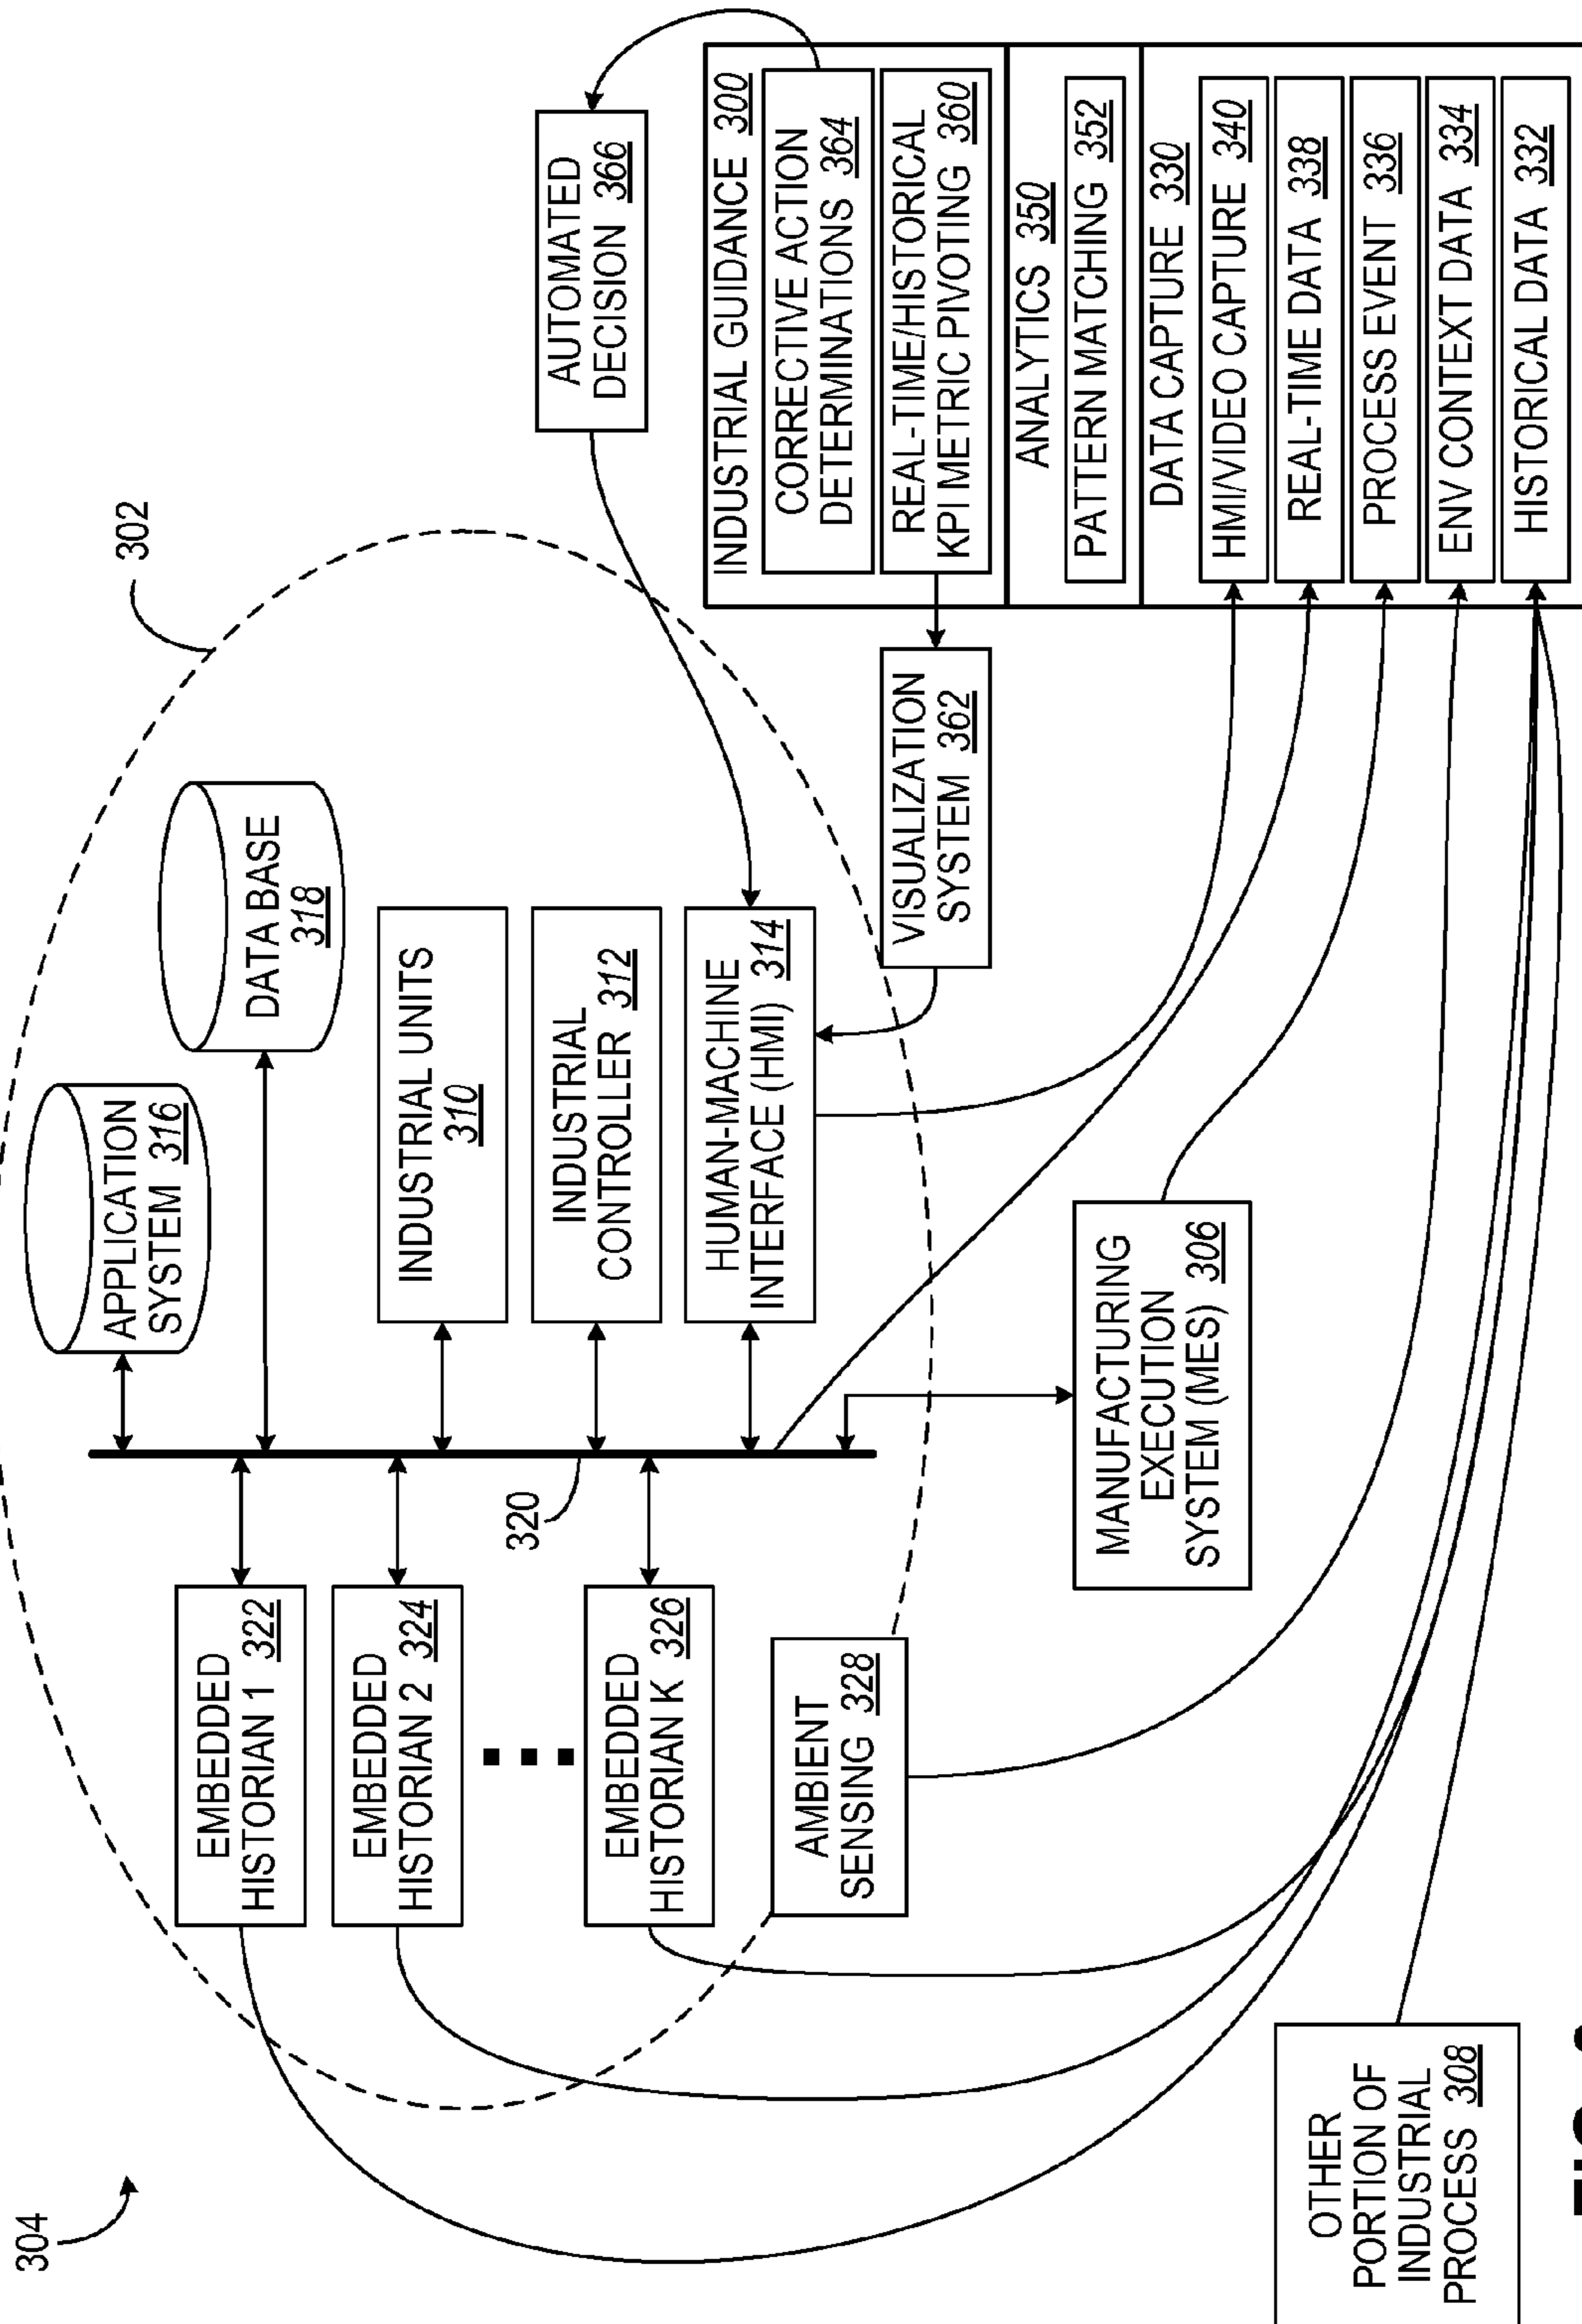 304
302
APPLICATION
SYSTEM 316
DATA BASE
318
EMBEDDED
HISTORIAN 1 322
EMBEDDED
HISTORIAN 2 324
EMBEDDED
HISTORIAN K 326
320
INDUSTRIAL UNITS
310
INDUSTRIAL
CONTROLLER 312
HUMAN-MACHINE
INTERFACE (HMI) 314
AUTOMATED
DECISION 366
AMBIENT
SENSING 328
MANUFACTURING
EXECUTION
SYSTEM (MES) 306
VISUALIZATION
SYSTEM 362
OTHER
PORTION OF
INDUSTRIAL
PROCESS 308
INDUSTRIAL GUIDANCE 300
CORRECTIVE ACTION
DETERMINATIONS 364
REAL-TIME/HISTORICAL
KPI METRIC PIVOTING 360
ANALYTICS 350
PATTERN MATCHING 352
DATA CAPTURE 330
HMI/VIDEO CAPTURE 340
REAL-TIME DATA 338
PROCESS EVENT 336
ENV CONTEXT DATA 334
HISTORICAL DATA 332